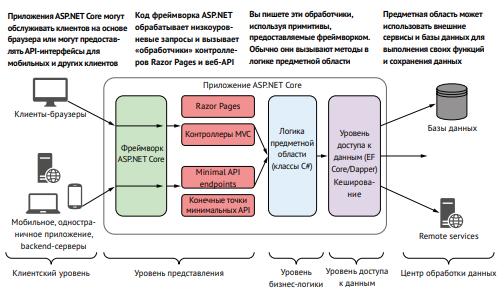 Приложения ASP.NET Core могут
обслуживать клиентов на основе
браузера или могут предостав-
лять API-интерфейсы для
мобильных и других клиентов
Код фреймворка ASP.NET
обрабатывает низкоуров-
невые запросы и вызывает
«обработчики» контролле-
ров Razor Pages и веб-API
Вы пишете эти обработчики,
используя примитивы,
предоставляемые фреймворком.
Обычно они вызывают методы в
логике предметной области
Предметная область может
использовать внешние
сервисы и базы данных для
выполнения своих функций
и сохранения данных
Приложение ASP.NET Core
Клиенты-браузеры
Мобильное, одностра-
ничное приложение,
backend-серверы
Фреймворк
ASP.NET Core
Razor Pages
Контроллеры MVC
Minimal API
endpoints
Конечные точки
минимальных API
Логика
предметной
области
(классы C#)
Уровень
доступа к
данным (EF
Core/Dapper)
Кеширова-
ние
Базы данных
Remote services
Клиентский уровень
Уровень представления
Уровень
бизнес-логики
Уровень доступа
к данным
Центр обработки данных